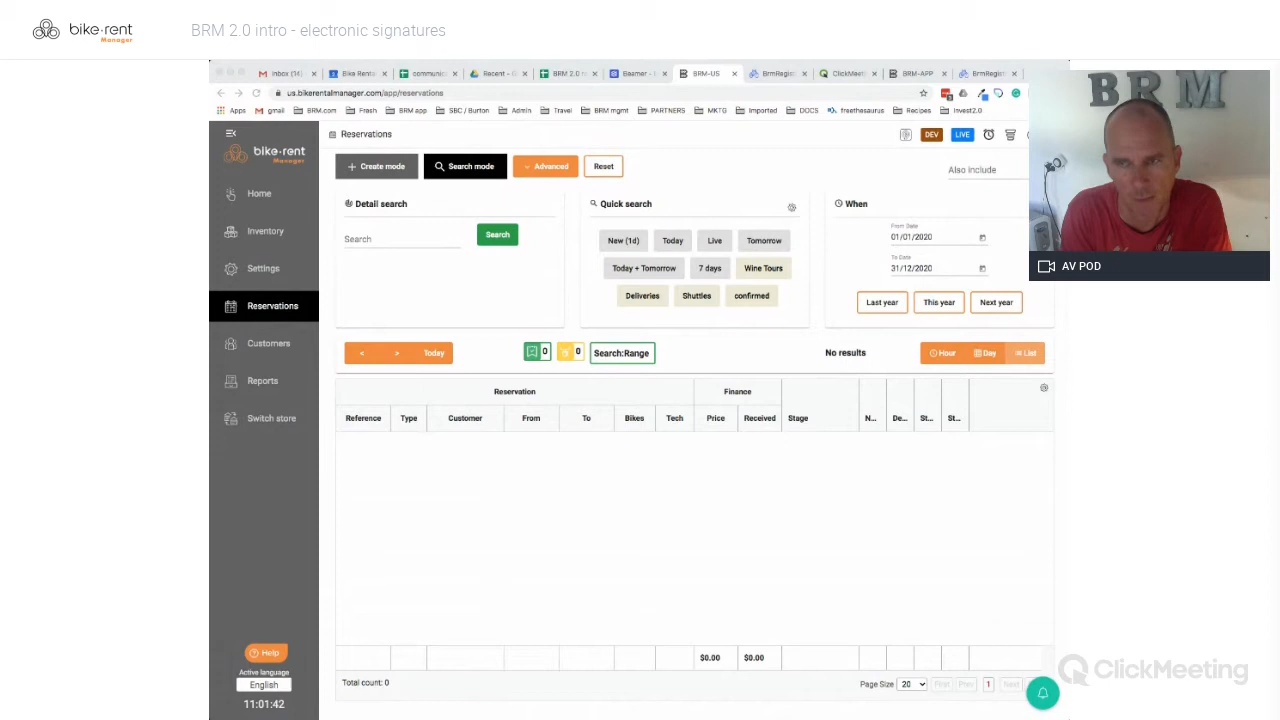 bike·rent
Manager
BRM 2.0 intro - electronic signatures
Inbox (14)
Bike Renta
communic
Recent - G
BRM 2.0 n
Beamer - I
BRM-US
BrmRegist
ClickMeeti
BRM-APP
BrmRegist
us.bikerentalmanager.com/app/reservations
Apps
gmail
BRM.com
Fresh
BRM app
SBC / Burton
Admin
Travel
BRM mgmt
PARTNERS
MKTG
Imported
DOCS
freethesaurus
Recipes
Invest2.0
BRM
AV POD
bike·rent
Manager
Home
Inventory
Settings
Reservations
Customers
Reports
Switch store
Help
Active language
English
11:01:42
Reservations
DEV
LIVE
Create mode
Search mode
Advanced
Reset
Also include
Detail search
Search
Search
Quick search
New (1d)
Today
Live
Tomorrow
Today + Tomorrow
7 days
Wine Tours
Deliveries
Shuttles
confirmed
When
From Date
01/01/2020
To Date
31/12/2020
Last year
This year
Next year
<
>
Today
0
0
Search:Range
No results
Hour
Day
List
Reservation
Finance
Reference
Type
Customer
From
To
Bikes
Tech
Price
Received
Stage
N...
De...
St...
St...
$0.00
$0.00
Total count: 0
Page Size
20
First
Prev
1
Next
ClickMeeting